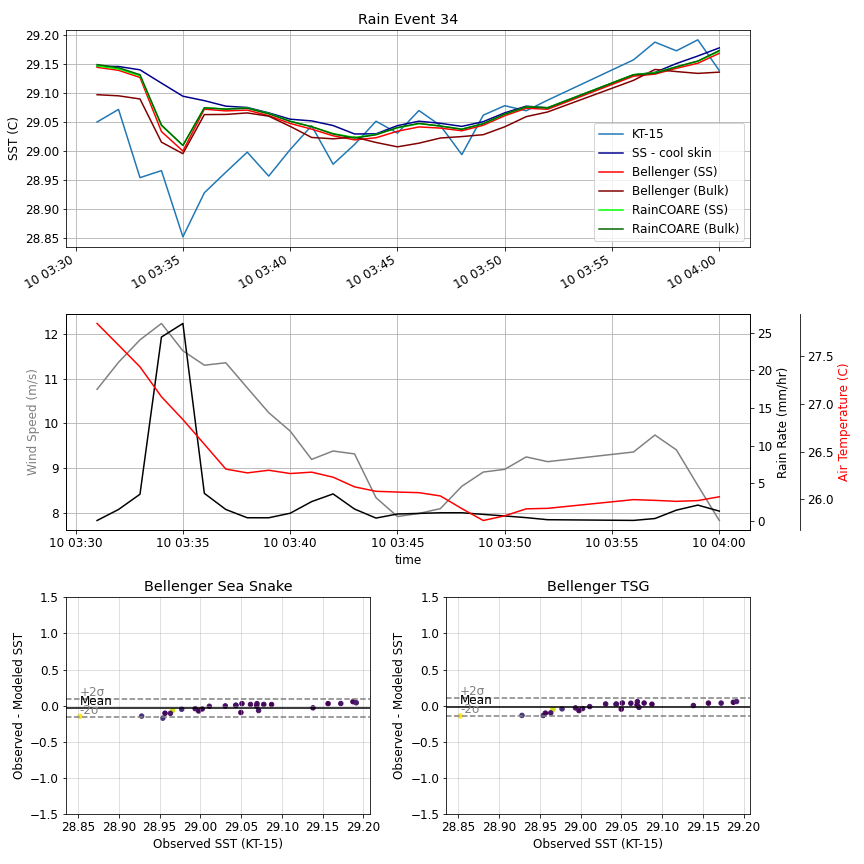 Rain Event 34
SST (C)
29.20
29.15
29.10
29.05
29.00
28.95
28.90
28.85
KT-15
SS - cool skin
Bellenger (SS)
Bellenger (Bulk)
RainCOARE (SS)
RainCOARE (Bulk)
10 03:30
10 03:35
10 03:40
10 03:45
10 03:50
10 03:55
10 04:00
Wind Speed (m/s)
12
11
10
9
8
25
20
15
10
5
0
Rain Rate (mm/hr)
27.5
27.0
26.5
26.0
Air Temperature (C)
10 03:30 10 03:35 10 03:40 10 03:45 10 03:50 10 03:55 10 04:00
time
Bellenger Sea Snake
Observed - Modeled SST
1.5
1.0
0.5
0.0
−0.5
−1.0
−1.5
+2σ
Mean
-2σ
28.85 28.90 28.95 29.00 29.05 29.10 29.15 29.20
Observed SST (KT-15)
Bellenger TSG
Observed - Modeled SST
1.5
1.0
0.5
0.0
−0.5
−1.0
−1.5
+2σ
Mean
-2σ
28.85 28.90 28.95 29.00 29.05 29.10 29.15 29.20
Observed SST (KT-15)